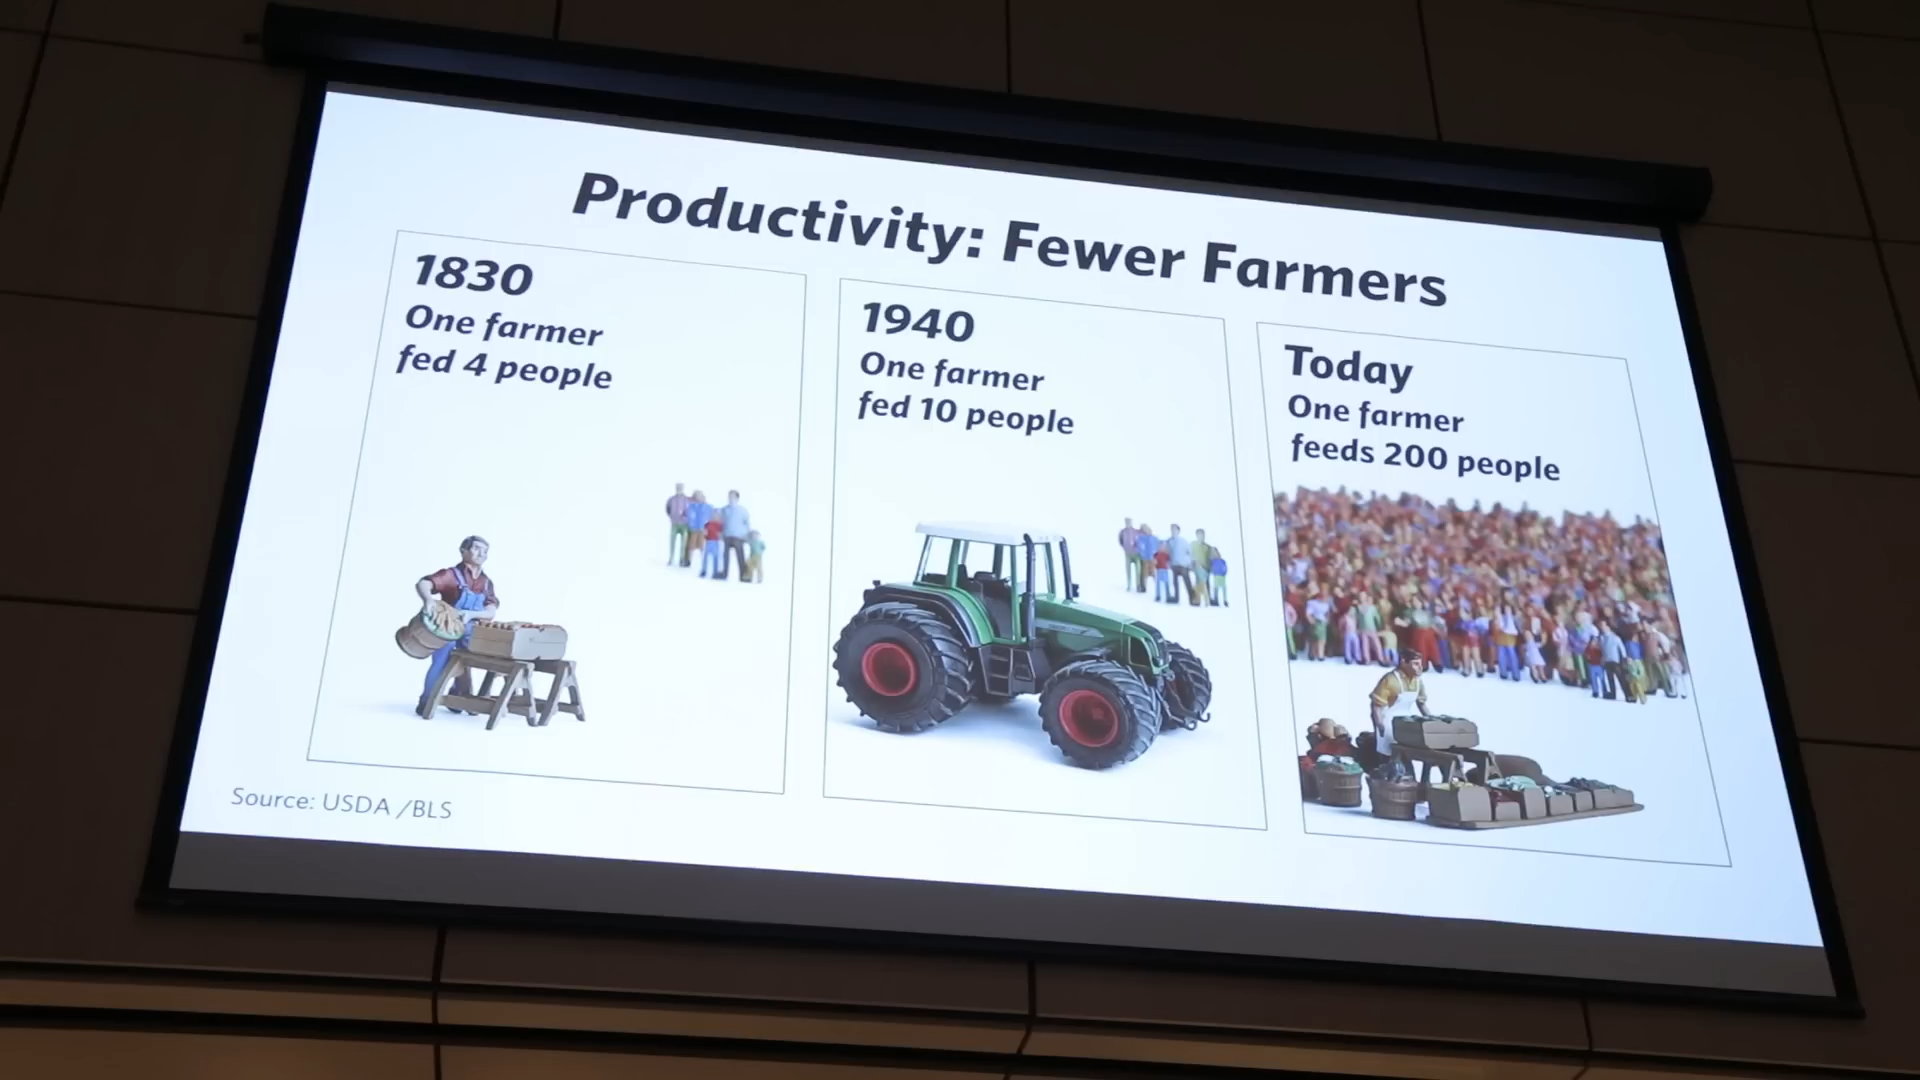 Productivity: Fewer Farmers
1830
One farmer
fed 4 people
1940
One farmer
fed 10 people
Today
One farmer
feeds 200 people
Source: USDA /BLS